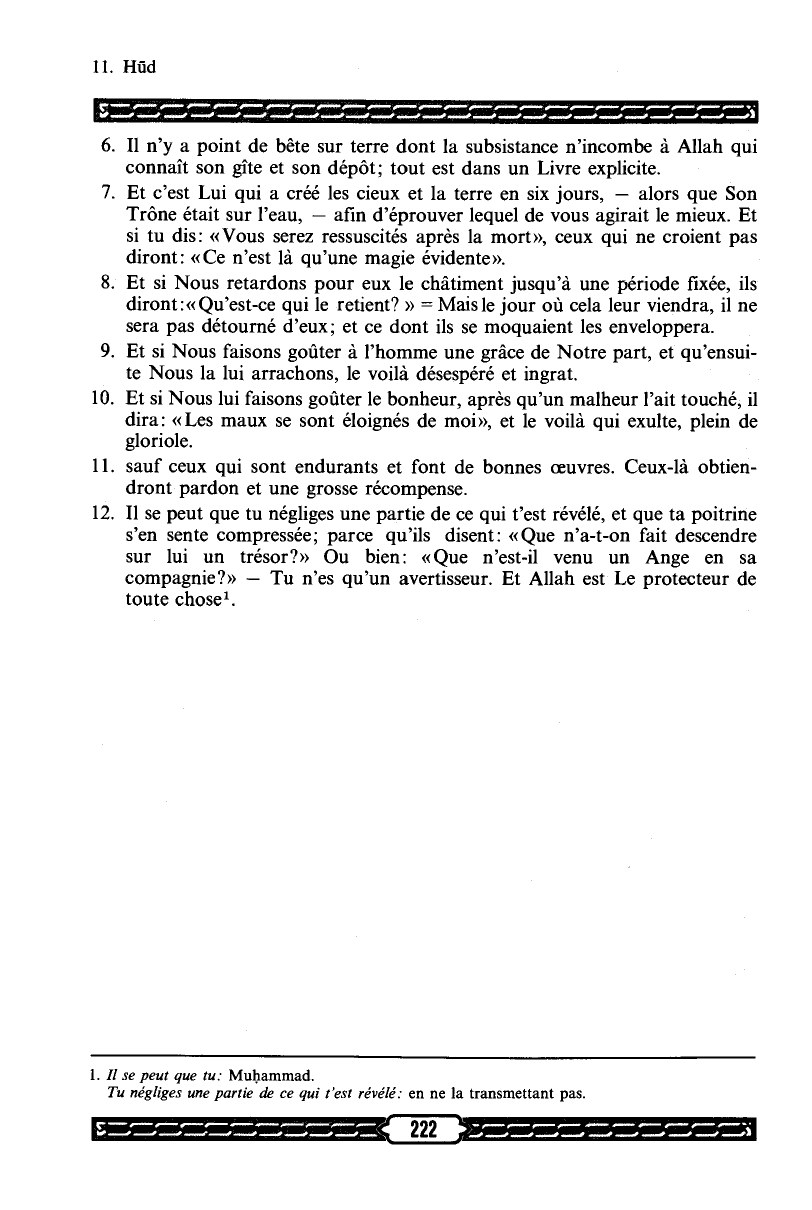 11. Hūd
6. Il n'y a point de bête sur terre dont la subsistance n'incombe à Allah qui
connaît son gîte et son dépôt; tout est dans un Livre explicite.
7. Et c'est Lui qui a créé les cieux et la terre en six jours, — alors que Son
Trône était sur l'eau, — afin d'éprouver lequel de vous agirait le mieux. Et
si tu dis: «Vous serez ressuscités après la mort», ceux qui ne croient pas
diront: «Ce n'est là qu'une magie évidente».
8. Et si Nous retardons pour eux le châtiment jusqu'à une période fixée, ils
diront:«Qu'est-ce qui le retient? » = Mais le jour où cela leur viendra, il ne
sera pas détourné d'eux; et ce dont ils se moquaient les enveloppera.
9. Et si Nous faisons goûter à l'homme une grâce de Notre part, et qu'ensui-
te Nous la lui arrachons, le voilà désespéré et ingrat.
10. Et si Nous lui faisons goûter le bonheur, après qu'un malheur l'ait touché, il
dira: «Les maux se sont éloignés de moi», et le voilà qui exulte, plein de
gloriole.
11. sauf ceux qui sont endurants et font de bonnes œuvres. Ceux-là obtien-
dront pardon et une grosse récompense.
12. Il se peut que tu négliges une partie de ce qui t'est révélé, et que ta poitrine
s'en sente compressée; parce qu'ils disent: «Que n'a-t-on fait descendre
sur lui un trésor?» Ou bien: «Que n'est-il venu un Ange en sa
compagnie?» — Tu n'es qu'un avertisseur. Et Allah est Le protecteur de
toute chose¹.
1. Il se peut que tu: Muḥammad.
Tu négliges une partie de ce qui t'est révélé: en ne la transmettant pas.
222